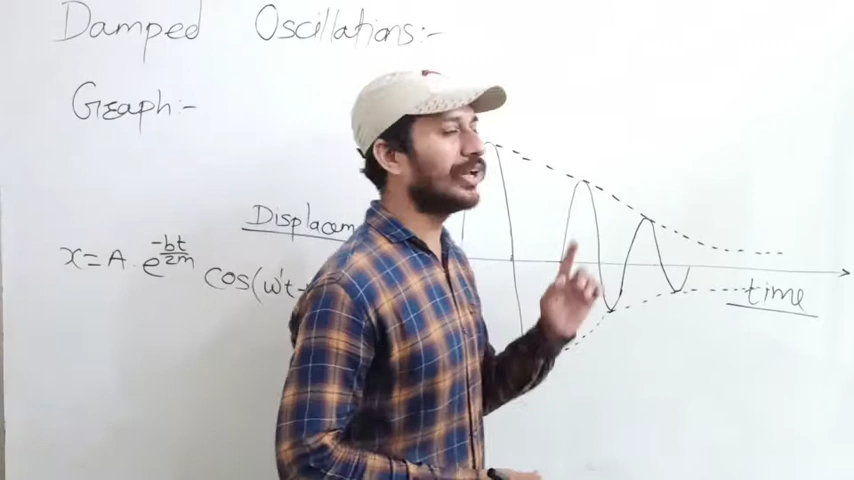 Damped Oscillations:-
Graph:-
Displacem
x = A . e^(-bt/2m) cos(w't
time